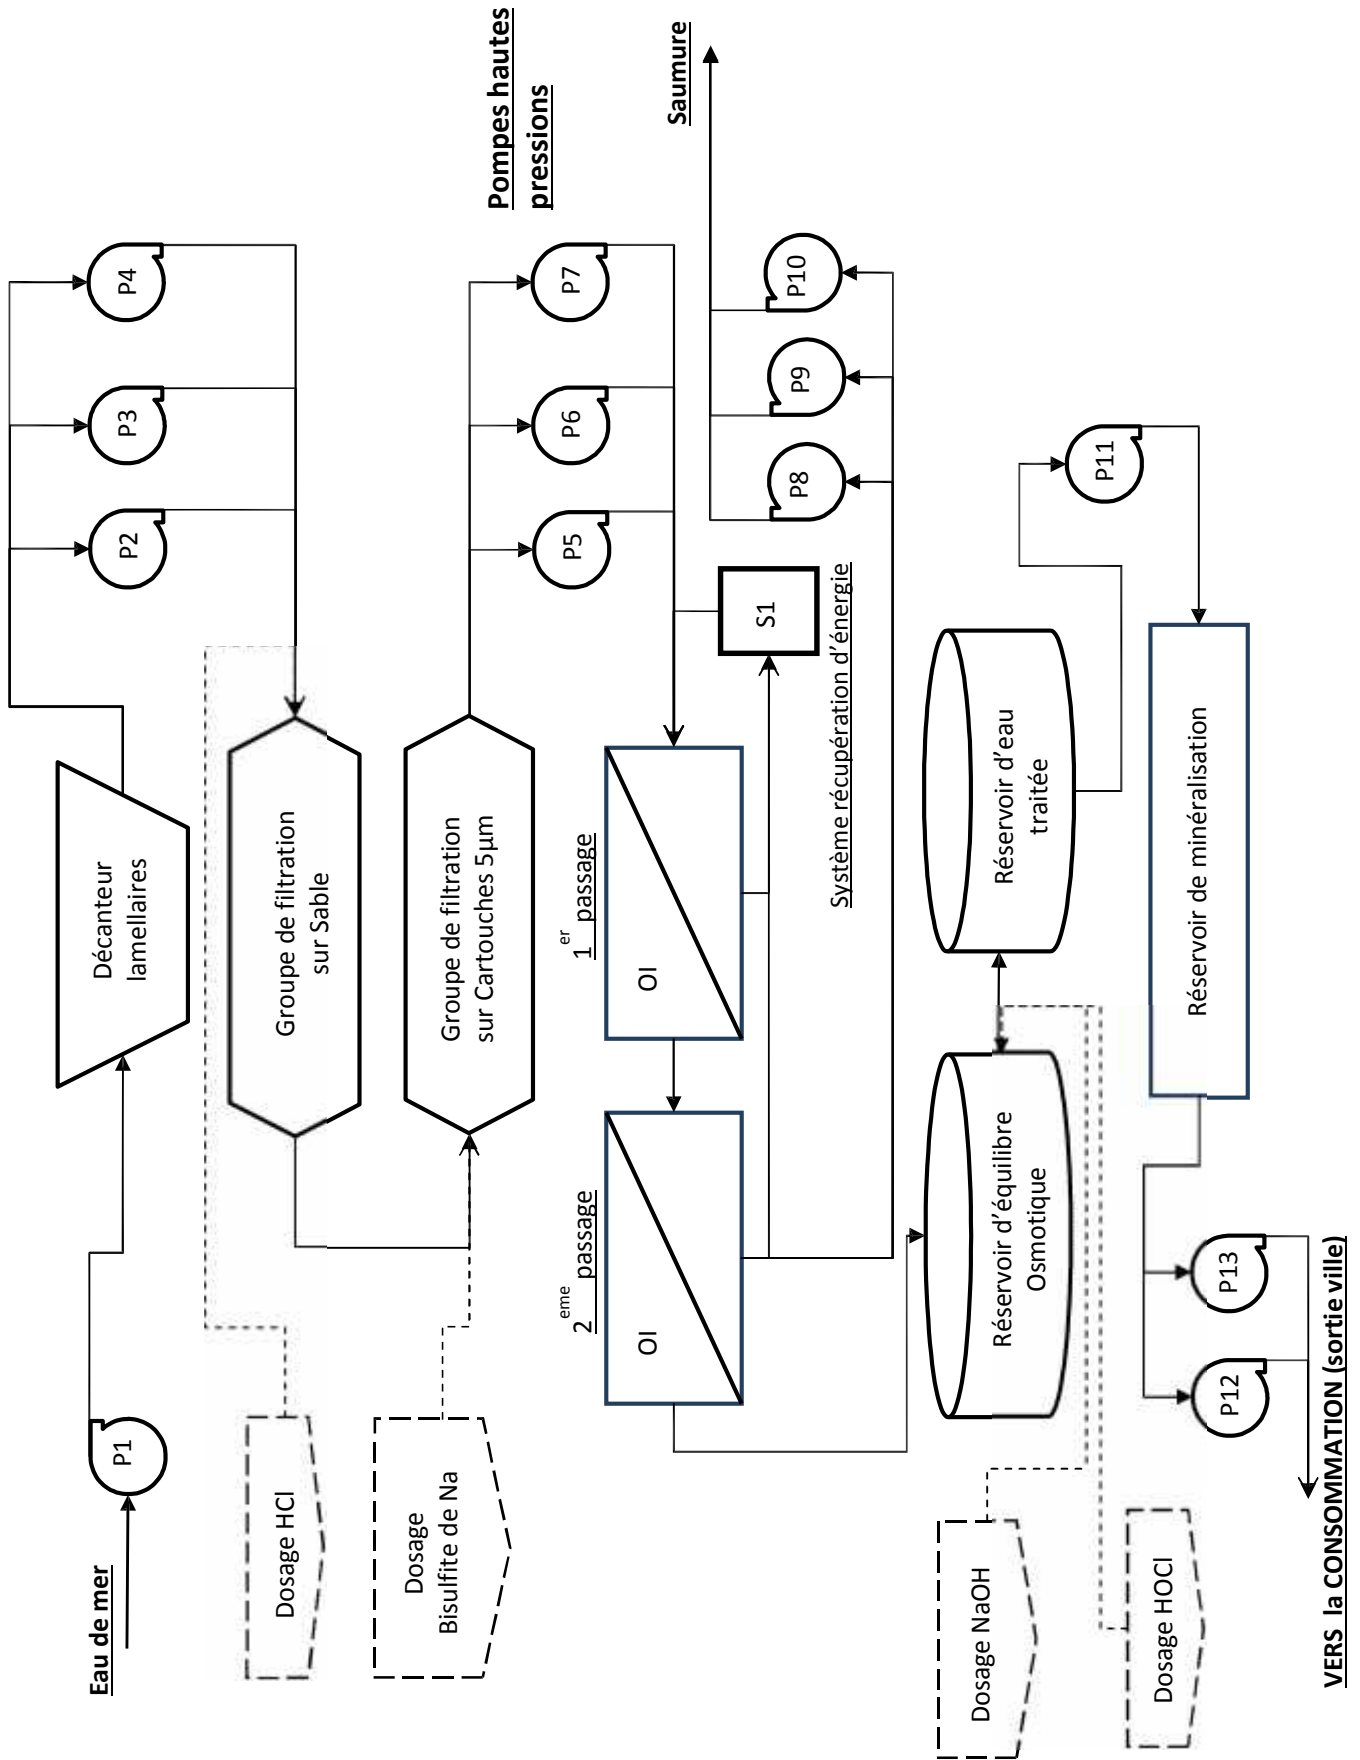 Eau de mer
P1
Décanteur
lamellaires
P2
P3
P4
Dosage HCl
Groupe de filtration
sur Sable
Dosage
Bisulfite de Na
Groupe de filtration
sur Cartouches 5µm
P5
P6
P7
Pompes hautes
pressions
2eme passage
OI
1er passage
OI
S1
Système récupération d'énergie
P8
P9
P10
Saumure
Dosage NaOH
Réservoir d'équilibre
Osmotique
Réservoir d'eau
traitée
P11
Dosage HOCl
P12
P13
Réservoir de minéralisation
VERS la CONSOMMATION (sortie ville)